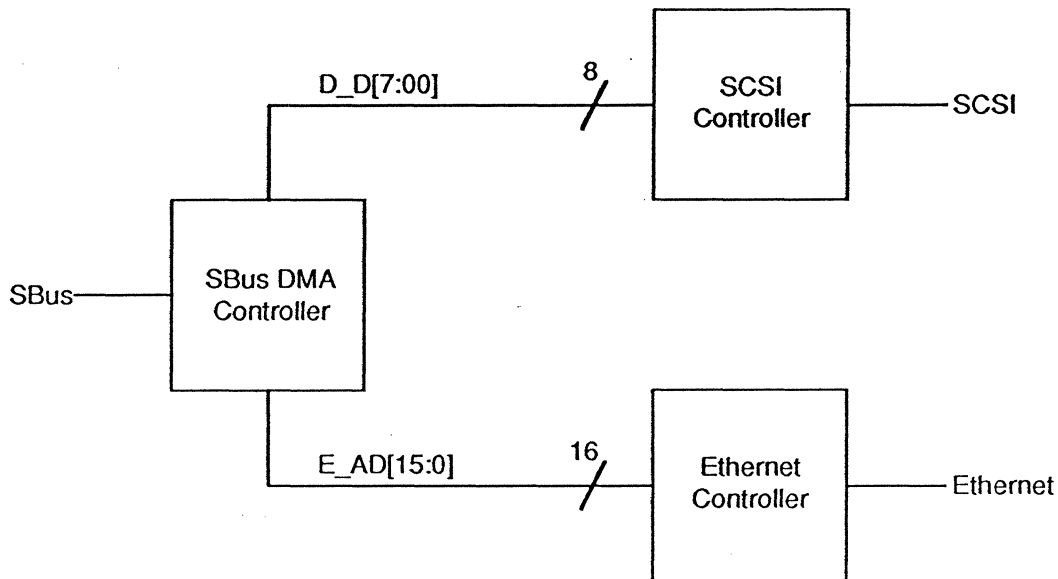 D_D[7:00]
8
SCSI
Controller
SCSI
SBus
SBus DMA
Controller
E_AD[15:0]
16
Ethernet
Controller
Ethernet